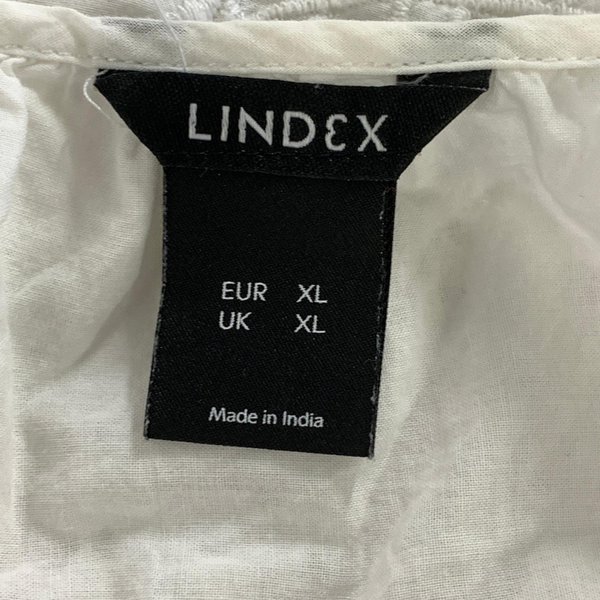 LINDEX
EUR XL
UK XL
Made in India